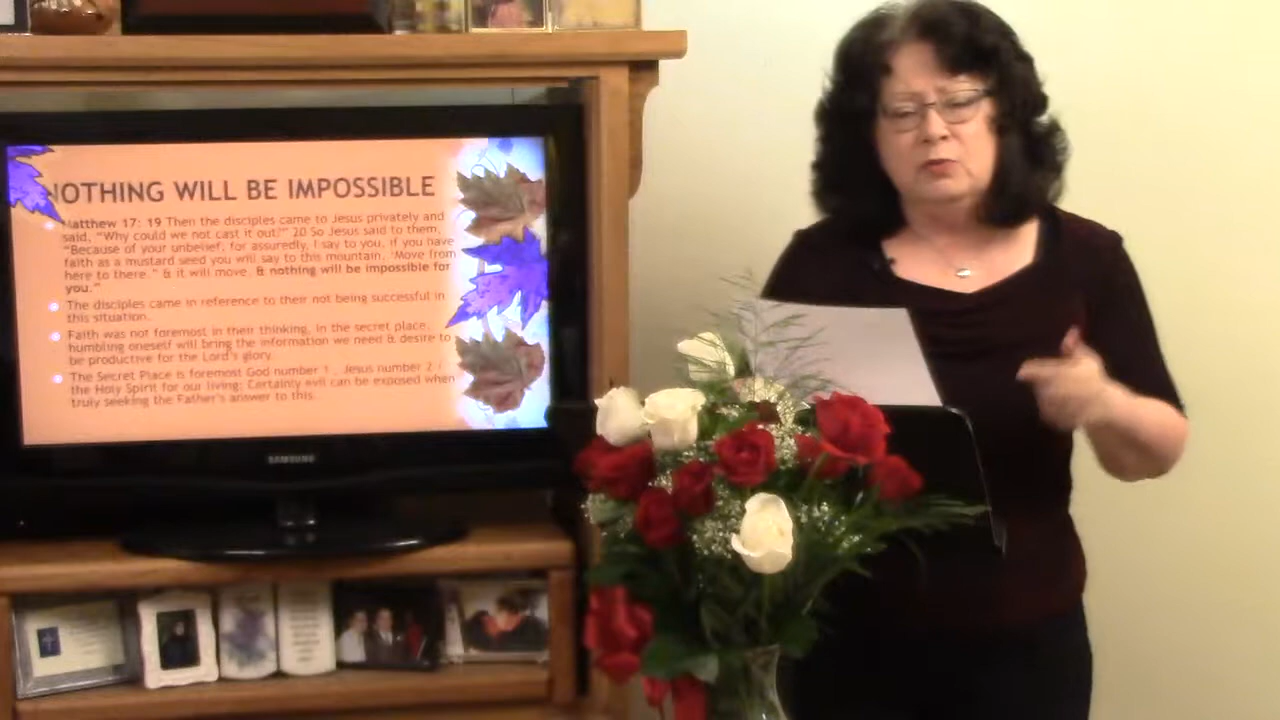 NOTHING WILL BE IMPOSSIBLE
Matthew 17: 19 Then the disciples came to Jesus privately and
said, "Why could we not cast it out?" 20 So Jesus said to them,
"Because of your unbelief; for assuredly, I say to you, if you have
faith as a mustard seed you will say to this mountain, 'Move from
here to there." & it will move. & nothing will be impossible for
you."
The disciples came in reference to their not being successful in
this situation.
Faith was not foremost in their thinking, in the secret place,
humbling oneself will bring the information we need & desire to
be productive for the Lord's glory.
The Secret Place is foremost God number 1 , Jesus number 2 /
the Holy Spirit for our living; Certainly evil can be exposed when
truly seeking the Father's answer to this.
SAMSUNG